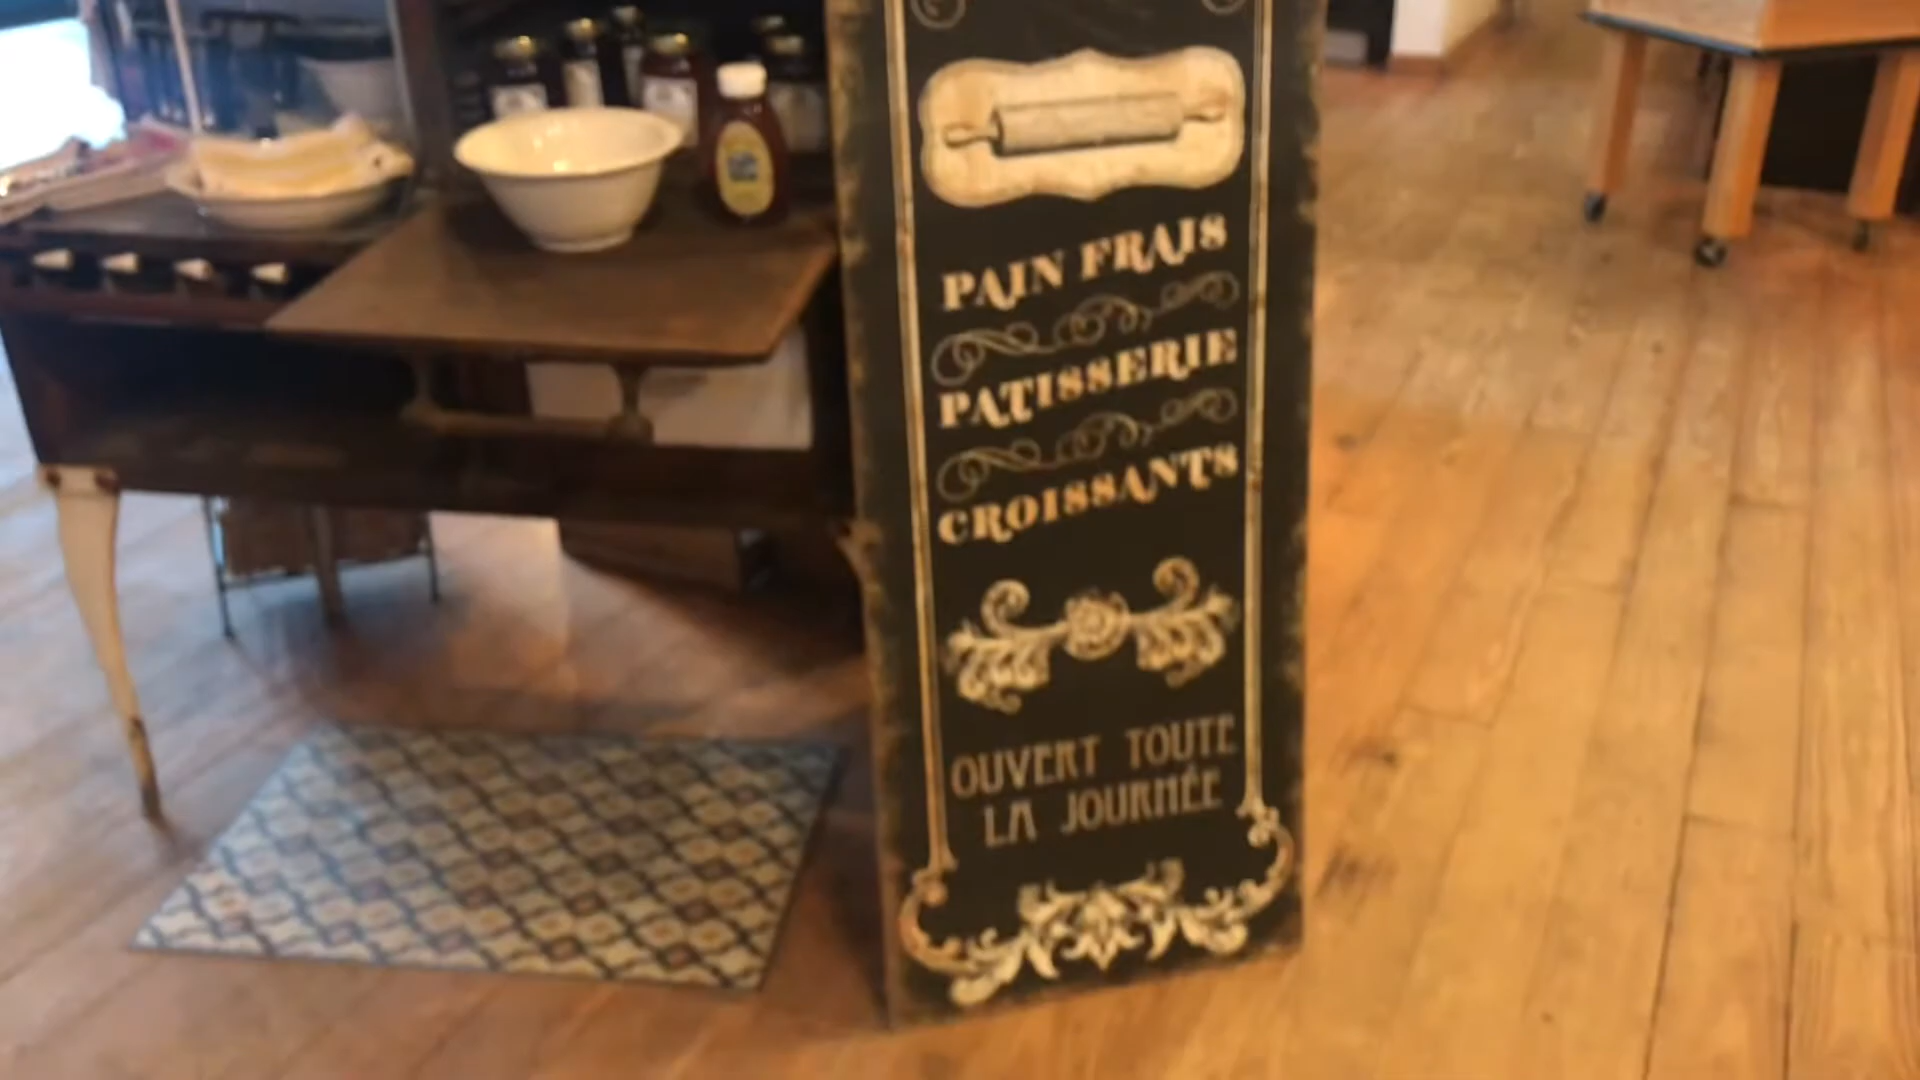 PAIN FRAIS
PATISSERIE
CROISSANTS
OUVERT TOUTE
LA JOURNÉE